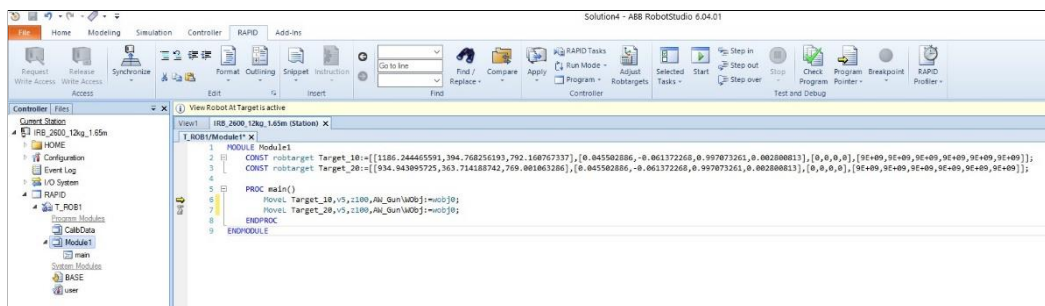 Solution4 - ABB RobotStudio 6.04.01
File Home Modeling Simulation Controller RAPID Add-Ins
Request Write Access
Release Write Access
Synchronize
Format Outlining
Snippet Instruction
Go to line
Find / Replace
Compare
Apply
RAPID Tasks
Run Mode
Program
Adjust Robtargets
Selected Tasks
Start
Step in
Step out
Step over
Stop
Check Program
Program Pointer
Breakpoint
RAPID Profiler
Access Edit Insert Find Controller Test and Debug
Controller Files
View Robot At Target is active
View1 IRB_2600_12kg_1.65m (Station) X
T_ROB1/Module1* X
Current Station
IRB_2600_12kg_1.65m
HOME
Configuration
Event Log
I/O System
RAPID
T_ROB1
Program Modules
CalibData
Module1
main
System Modules
BASE
user
1 MODULE Module1
2 CONST robtarget Target_10:=[[1186.244465591,394.768256193,792.160767337],[0.045502886,-0.061372268,0.997073261,0.002800813],[0,0,0,0],[9E+09,9E+09,9E+09,9E+09,9E+09,9E+09]];
3 CONST robtarget Target_20:=[[934.943095725,363.714188742,769.001063286],[0.045502886,-0.061372268,0.997073261,0.002800813],[0,0,0,0],[9E+09,9E+09,9E+09,9E+09,9E+09,9E+09]];
4
5 PROC main()
6 MoveL Target_10,v5,z100,AW_Gun\WObj:=wobj0;
7 MoveL Target_20,v5,z100,AW_Gun\WObj:=wobj0;
8 ENDPROC
9 ENDMODULE